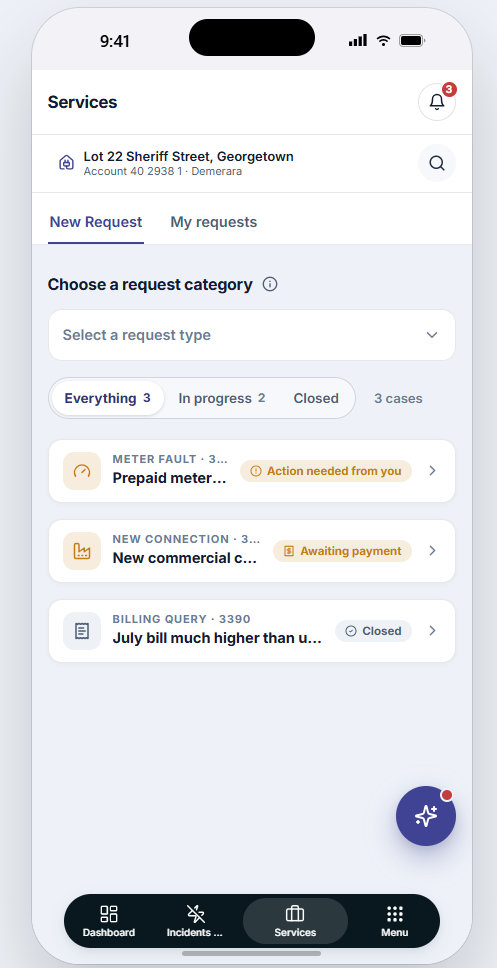 9:41
Services
3
Lot 22 Sheriff Street, Georgetown
Account 40 2938 1 · Demerara
New Request My requests
Choose a request category
Select a request type
Everything 3 In progress 2 Closed 3 cases
METER FAULT · 3...
Prepaid meter... Action needed from you
NEW CONNECTION · 3...
New commercial c... Awaiting payment
BILLING QUERY · 3390
July bill much higher than u... Closed
Dashboard Incidents ... Services Menu